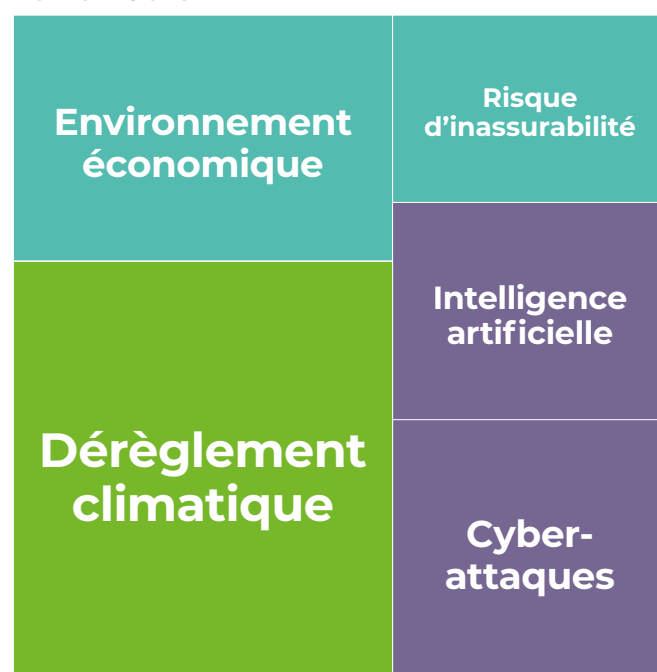 Environnement
économique
Risque
d’inassurabilité
Intelligence
artificielle
Dérèglement
climatique
Cyber-
attaques